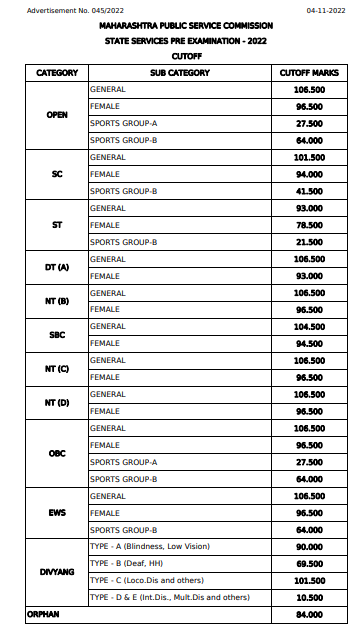 Advertisement No. 045/2022 04-11-2022
MAHARASHTRA PUBLIC SERVICE COMMISSION
STATE SERVICES PRE EXAMINATION - 2022
CUTOFF
CATEGORY SUB CATEGORY CUTOFF MARKS
OPEN
GENERAL 106.500
FEMALE 96.500
SPORTS GROUP-A 27.500
SPORTS GROUP-B 64.000
SC
GENERAL 101.500
FEMALE 94.000
SPORTS GROUP-B 41.500
ST
GENERAL 93.000
FEMALE 78.500
SPORTS GROUP-B 21.500
DT (A)
GENERAL 106.500
FEMALE 93.000
NT (B)
GENERAL 106.500
FEMALE 96.500
SBC
GENERAL 104.500
FEMALE 94.500
NT (C)
GENERAL 106.500
FEMALE 96.500
NT (D)
GENERAL 106.500
FEMALE 96.500
OBC
GENERAL 106.500
FEMALE 96.500
SPORTS GROUP-A 27.500
SPORTS GROUP-B 64.000
EWS
GENERAL 106.500
FEMALE 96.500
SPORTS GROUP-B 64.000
DIVYANG
TYPE - A (Blindness, Low Vision) 90.000
TYPE - B (Deaf, HH) 69.500
TYPE - C (Loco.Dis and others) 101.500
TYPE - D & E (Int.Dis., Mult.Dis and others) 10.500
ORPHAN 84.000